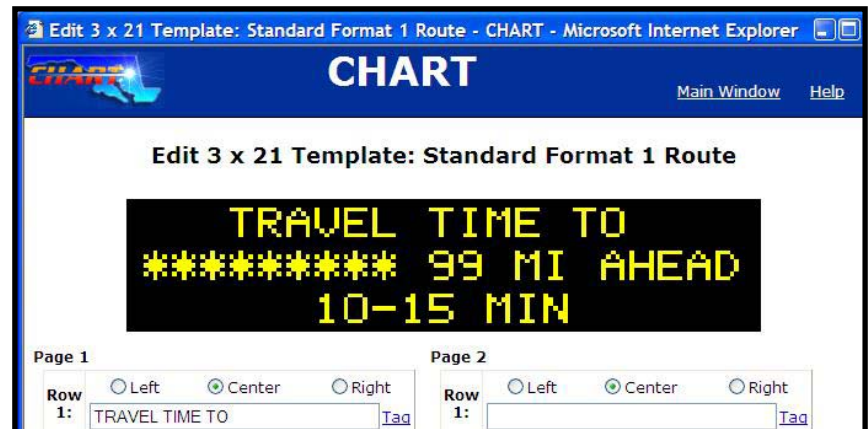 Edit 3 x 21 Template: Standard Format 1 Route - CHART - Microsoft Internet Explorer
CHART
CHART
Main Window Help
Edit 3 x 21 Template: Standard Format 1 Route
TRAVEL TIME TO
********* 99 MI AHEAD
10-15 MIN
Page 1
Row 1:
Left Center Right
TRAVEL TIME TO Tag
Page 2
Row 1:
Left Center Right
Tag